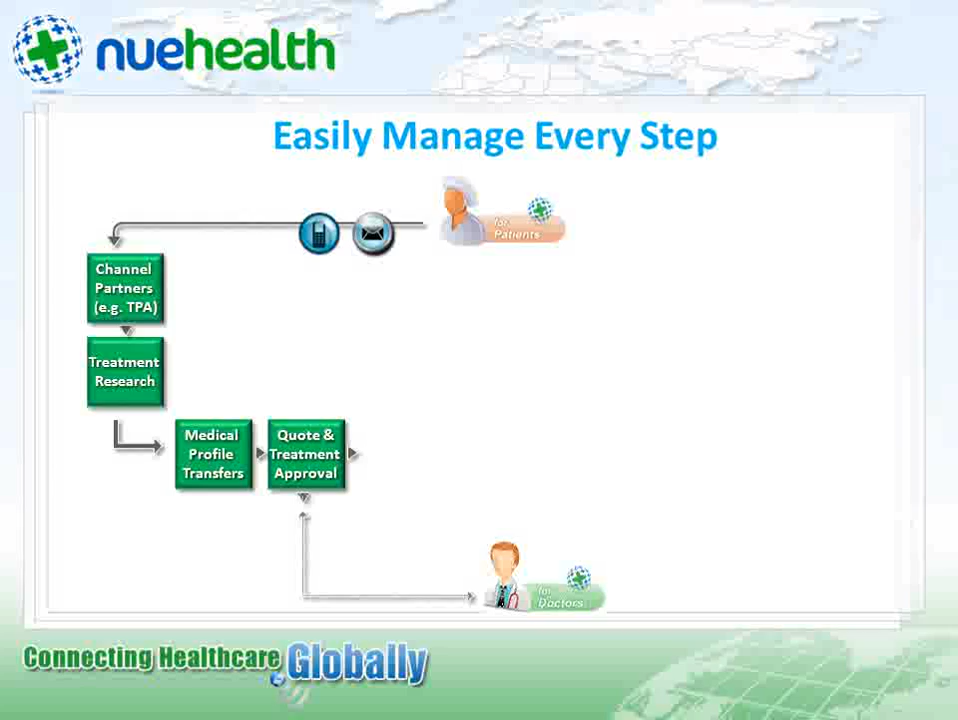 nuehealth
Easily Manage Every Step
for
Patients
Channel
Partners
(e.g. TPA)
Treatment
Research
Medical
Profile
Transfers
Quote &
Treatment
Approval
for
Doctors
Connecting Healthcare Globally